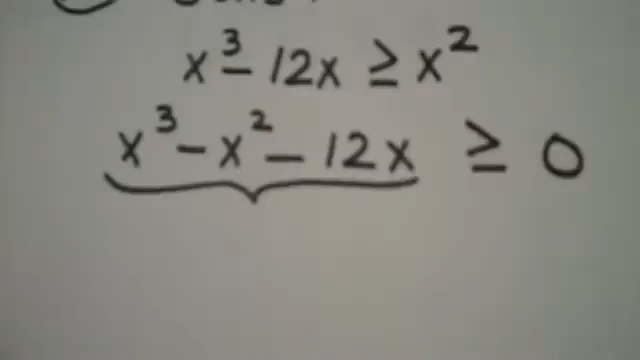 x³ - 12x ≥ x²
x³ - x² - 12x ≥ 0